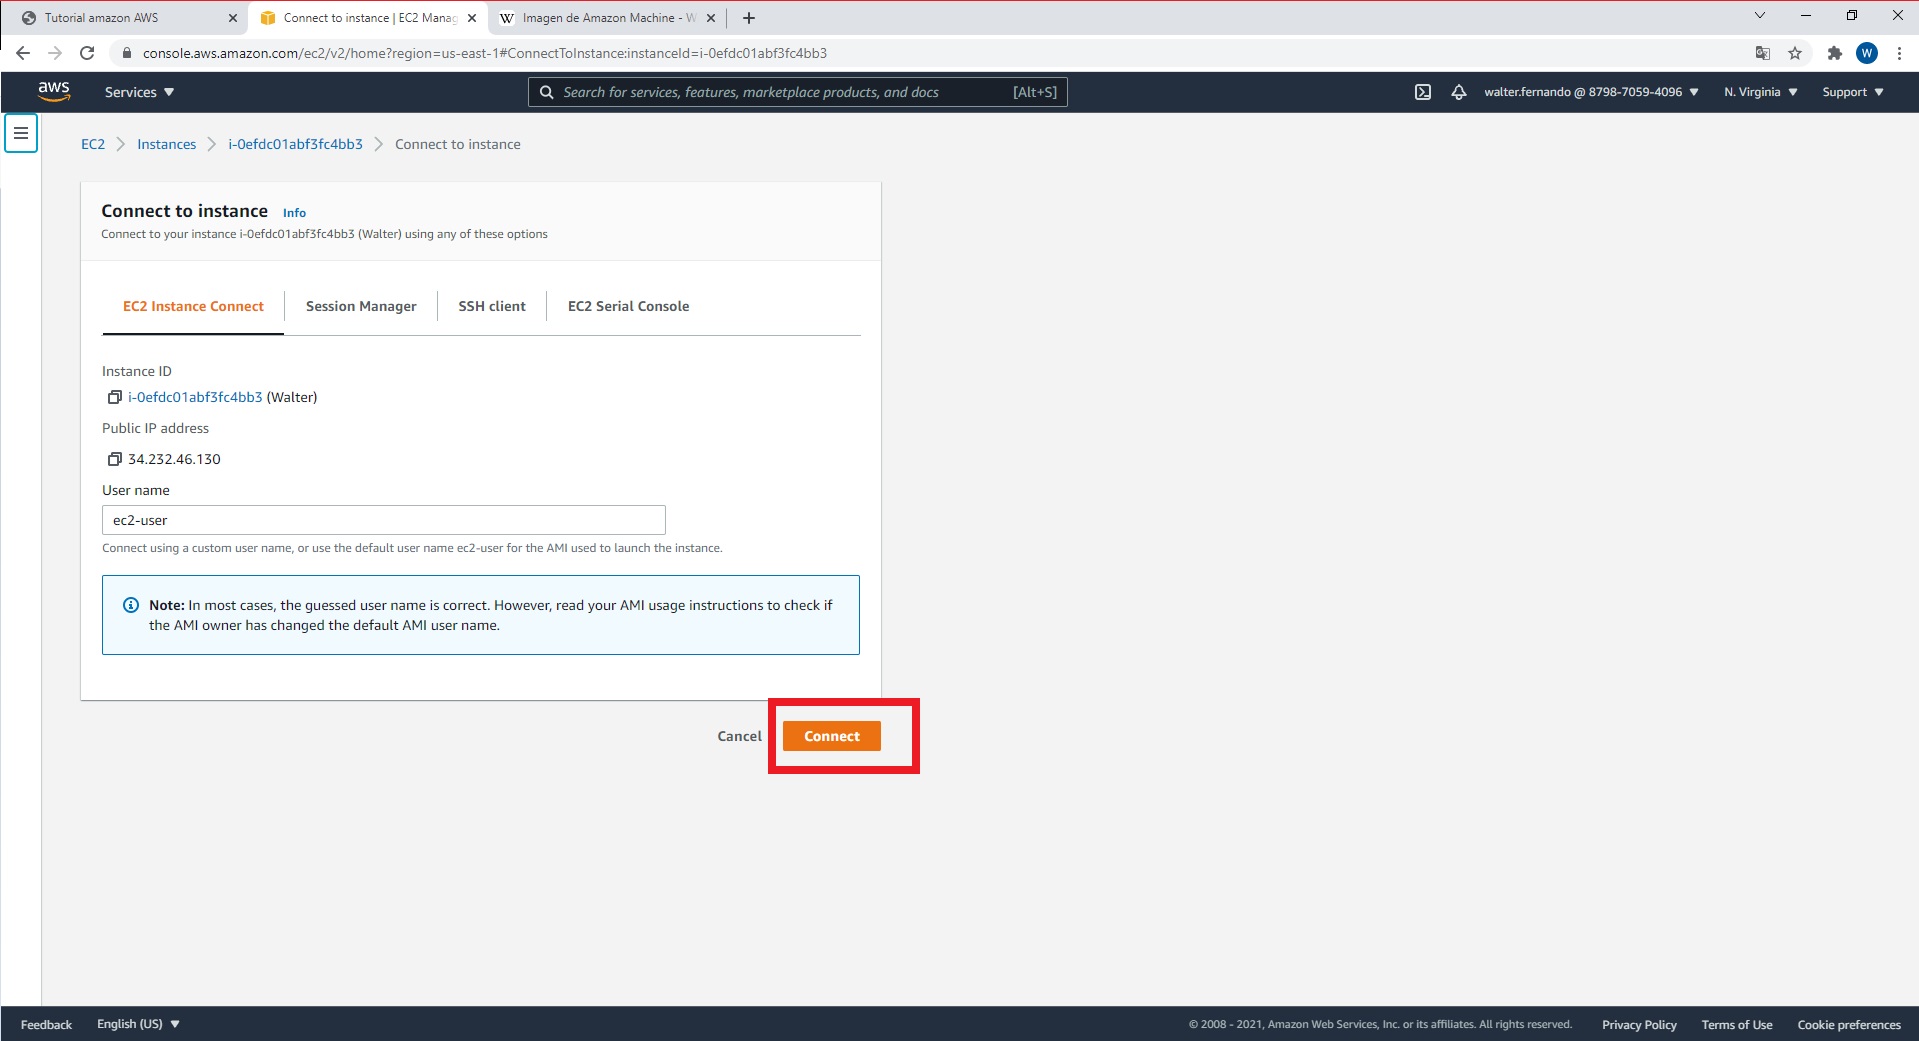 Tutorial amazon AWS
Connect to instance | EC2 Manag
W Imagen de Amazon Machine - W
console.aws.amazon.com/ec2/v2/home?region=us-east-1#ConnectToInstance:instanceId=i-0efdc01abf3fc4bb3
W
aws
Services
Search for services, features, marketplace products, and docs [Alt+S]
walter.fernando @ 8798-7059-4096
N. Virginia
Support
EC2 Instances i-0efdc01abf3fc4bb3 Connect to instance
Connect to instance Info
Connect to your instance i-0efdc01abf3fc4bb3 (Walter) using any of these options
EC2 Instance Connect
Session Manager
SSH client
EC2 Serial Console
Instance ID
i-0efdc01abf3fc4bb3 (Walter)
Public IP address
34.232.46.130
User name
ec2-user
Connect using a custom user name, or use the default user name ec2-user for the AMI used to launch the instance.
Note: In most cases, the guessed user name is correct. However, read your AMI usage instructions to check if
the AMI owner has changed the default AMI user name.
Cancel
Connect
Feedback
English (US)
© 2008 - 2021, Amazon Web Services, Inc. or its affiliates. All rights reserved.
Privacy Policy
Terms of Use
Cookie preferences